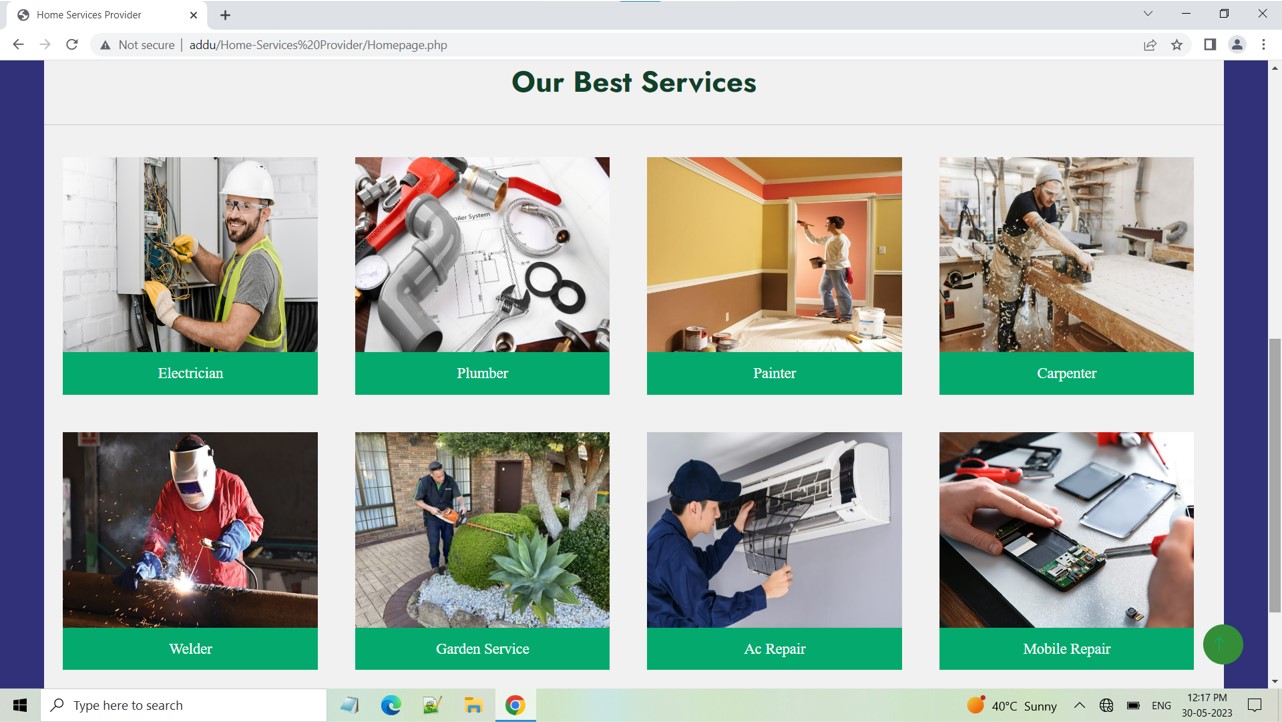 Home Services Provider
Not secure | addu/Home-Services%20Provider/Homepage.php
Our Best Services
Electrician
Plumber
Painter
Carpenter
Welder
Garden Service
Ac Repair
Mobile Repair
Type here to search
40°C Sunny
ENG
12:17 PM
30-05-2023